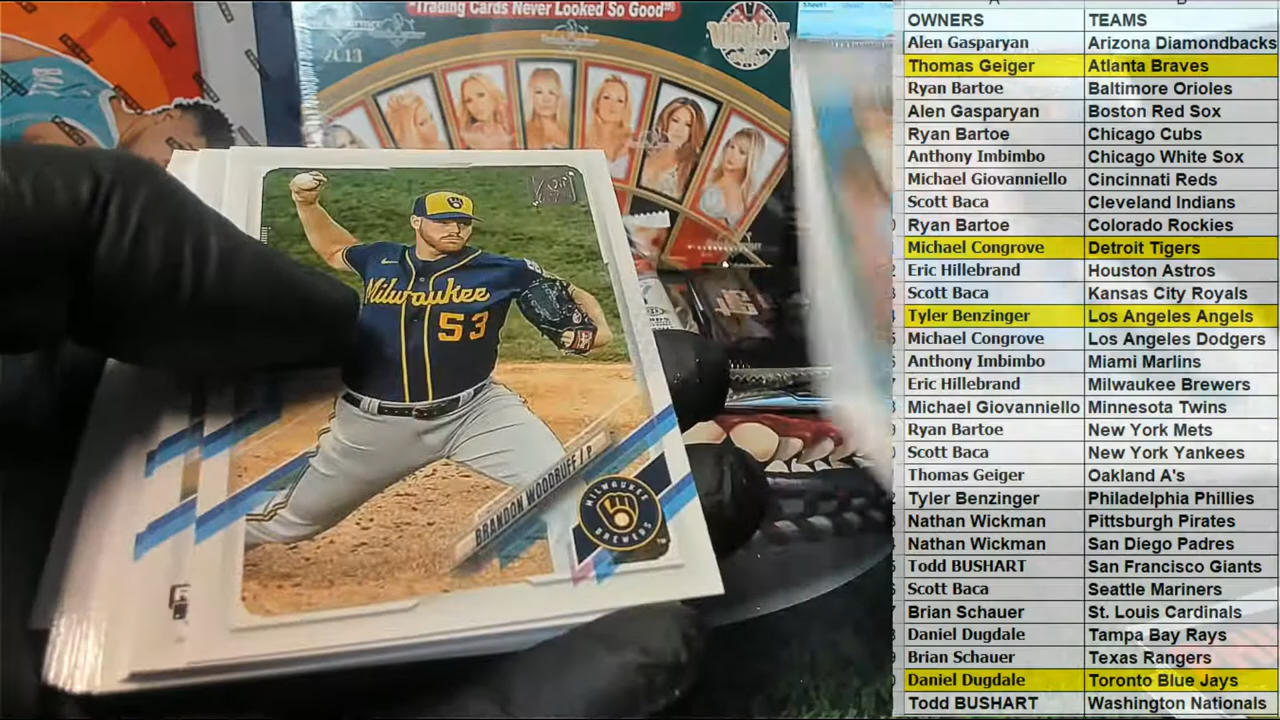 "Trading Cards Never Looked So Good"
2013
Milwaukee
53
BRANDON WOODRUFF / P
MILWAUKEE
BREWERS
OWNERS TEAMS
Alen Gasparyan Arizona Diamondbacks
Thomas Geiger Atlanta Braves
Ryan Bartoe Baltimore Orioles
Alen Gasparyan Boston Red Sox
Ryan Bartoe Chicago Cubs
Anthony Imbimbo Chicago White Sox
Michael Giovanniello Cincinnati Reds
Scott Baca Cleveland Indians
Ryan Bartoe Colorado Rockies
Michael Congrove Detroit Tigers
Eric Hillebrand Houston Astros
Scott Baca Kansas City Royals
Tyler Benzinger Los Angeles Angels
Michael Congrove Los Angeles Dodgers
Anthony Imbimbo Miami Marlins
Eric Hillebrand Milwaukee Brewers
Michael Giovanniello Minnesota Twins
Ryan Bartoe New York Mets
Scott Baca New York Yankees
Thomas Geiger Oakland A's
Tyler Benzinger Philadelphia Phillies
Nathan Wickman Pittsburgh Pirates
Nathan Wickman San Diego Padres
Todd BUSHART San Francisco Giants
Scott Baca Seattle Mariners
Brian Schauer St. Louis Cardinals
Daniel Dugdale Tampa Bay Rays
Brian Schauer Texas Rangers
Daniel Dugdale Toronto Blue Jays
Todd BUSHART Washington Nationals